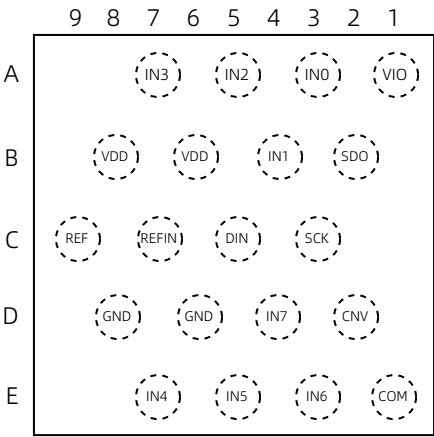 9 8 7 6 5 4 3 2 1
A IN3 IN2 IN0 VIO
B VDD VDD IN1 SDO
C REF REFIN DIN SCK
D GND GND IN7 CNV
E IN4 IN5 IN6 COM